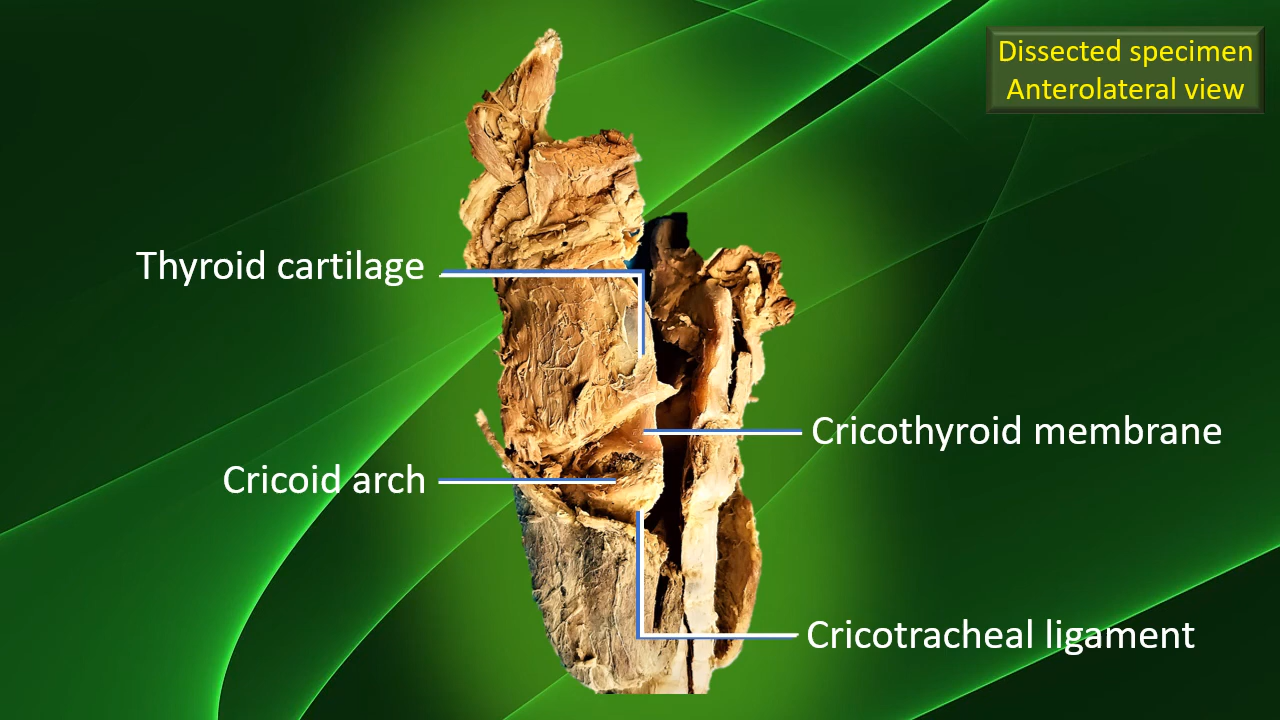 Dissected specimen
Anterolateral view
Thyroid cartilage
Cricothyroid membrane
Cricoid arch
Cricotracheal ligament